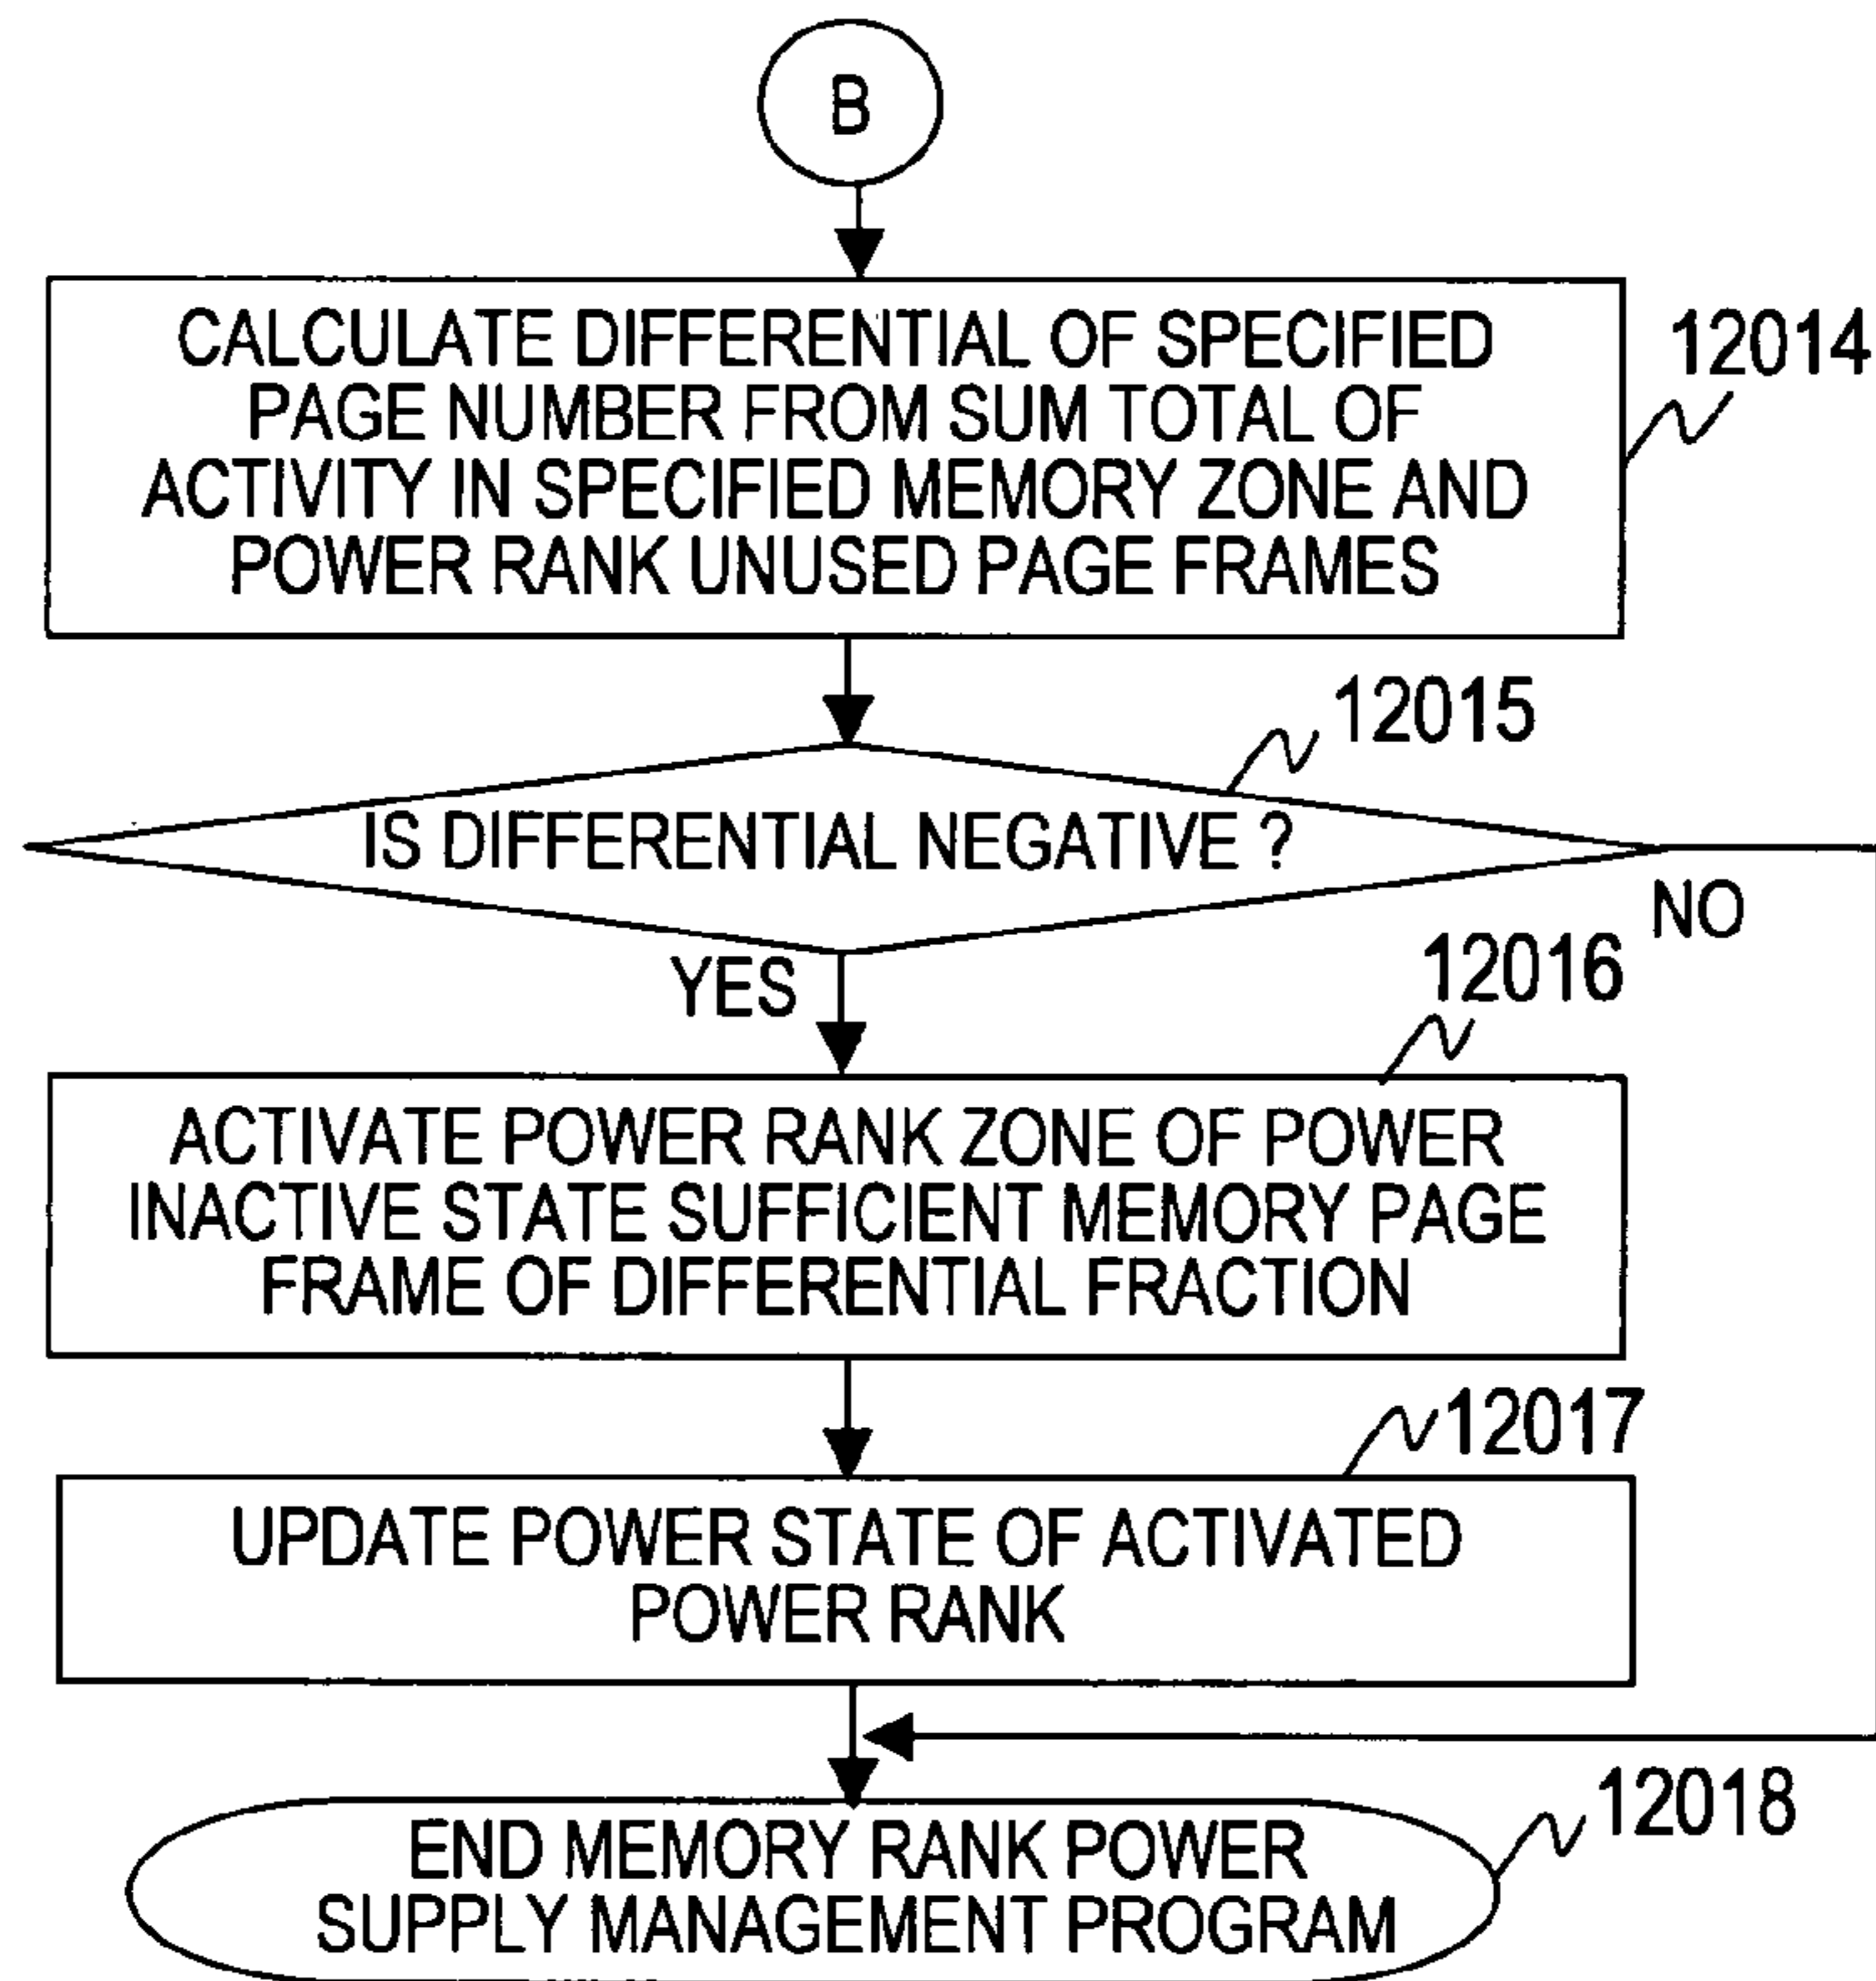 B
CALCULATE DIFFERENTIAL OF SPECIFIED
PAGE NUMBER FROM SUM TOTAL OF
ACTIVITY IN SPECIFIED MEMORY ZONE AND
POWER RANK UNUSED PAGE FRAMES
12014
12015
IS DIFFERENTIAL NEGATIVE ?
NO
YES
12016
ACTIVATE POWER RANK ZONE OF POWER
INACTIVE STATE SUFFICIENT MEMORY PAGE
FRAME OF DIFFERENTIAL FRACTION
12017
UPDATE POWER STATE OF ACTIVATED
POWER RANK
12018
END MEMORY RANK POWER
SUPPLY MANAGEMENT PROGRAM